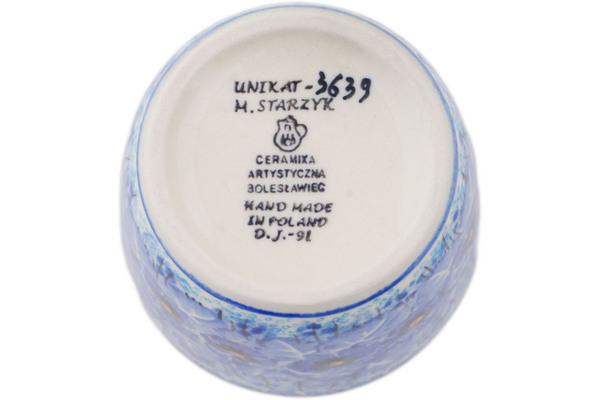 UNIKAT-3639
M. STARZYK
CERAMIKA
ARTYSTYCZNA
BOLESŁAWIEC
HAND MADE
IN POLAND
D.J.-91